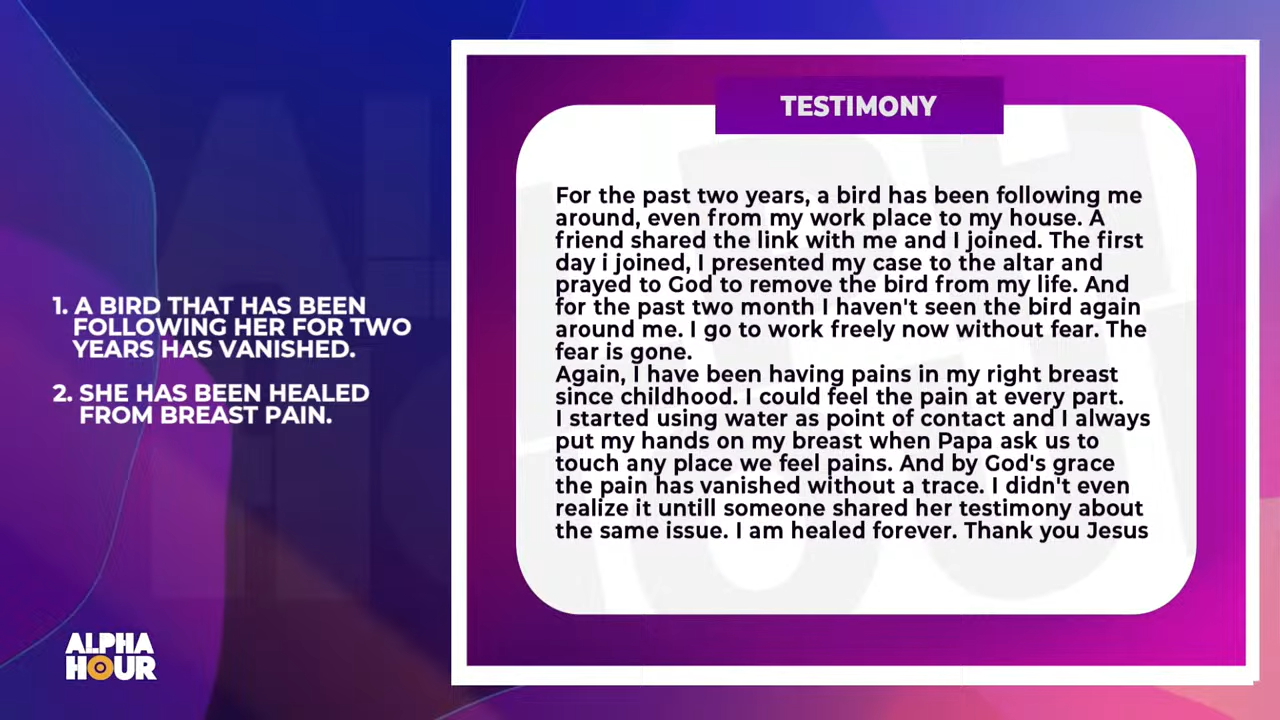 1. A BIRD THAT HAS BEEN
FOLLOWING HER FOR TWO
YEARS HAS VANISHED.
2. SHE HAS BEEN HEALED
FROM BREAST PAIN.
ALPHA
HOUR
TESTIMONY
For the past two years, a bird has been following me
around, even from my work place to my house. A
friend shared the link with me and I joined. The first
day i joined, I presented my case to the altar and
prayed to God to remove the bird from my life. And
for the past two month I haven't seen the bird again
around me. I go to work freely now without fear. The
fear is gone.
Again, I have been having pains in my right breast
since childhood. I could feel the pain at every part.
I started using water as point of contact and I always
put my hands on my breast when Papa ask us to
touch any place we feel pains. And by God's grace
the pain has vanished without a trace. I didn't even
realize it untill someone shared her testimony about
the same issue. I am healed forever. Thank you Jesus